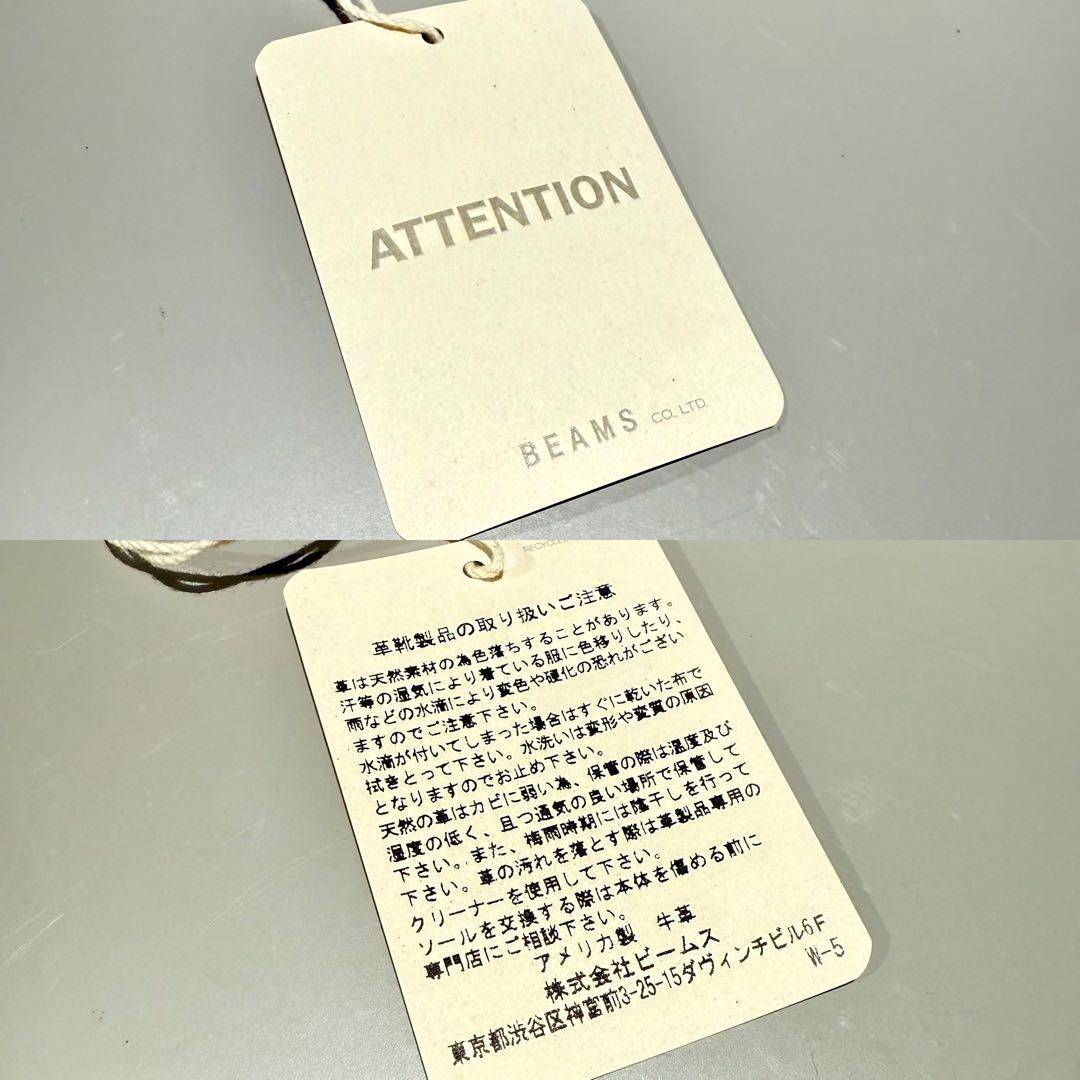 ATTENTION
BEAMS CO. LTD.
RECYCLE
革靴製品の取り扱いご注意
革は天然素材の為色落ちすることがあります。
汗等の湿気により着ている服に色移りしたり、
雨などの水滴により変色や硬化の恐れがござい
ますのでご注意下さい。
水滴が付いてしまった場合はすぐに乾いた布で
拭きとって下さい。水洗いは変形や変質の原因
となりますのでお止め下さい。
天然の革はカビに弱い為、保管の際は温度及び
湿度の低く、且つ通気の良い場所で保管して
下さい。また、梅雨時期には陰干しを行って
下さい。革の汚れを落とす際は革製品専用の
クリーナーを使用して下さい。
ソールを交換する際は本体を傷める前に
専門店にご相談下さい。
アメリカ製 牛革
株式会社ビームス
東京都渋谷区神宮前3-25-15ダヴィンチビル6F
W-5